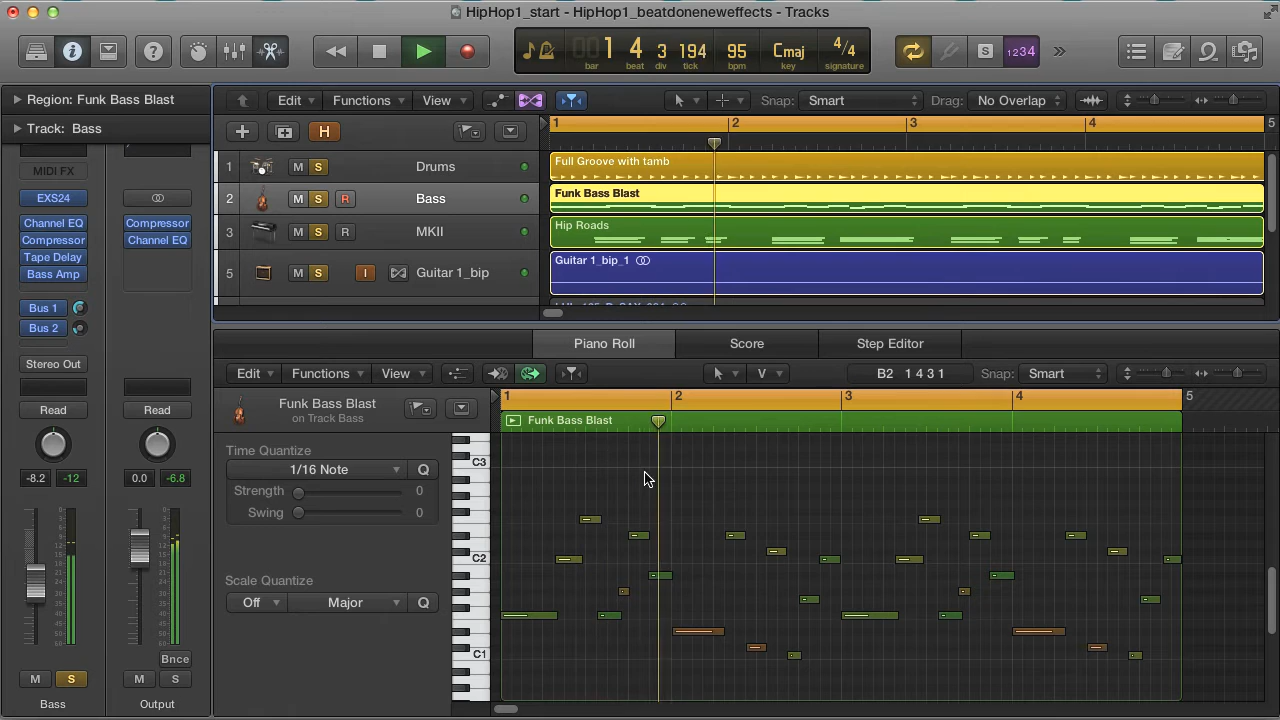 HipHop1_start - HipHop1_beatdoneneweffects - Tracks
1 4 3 194 95 Cmaj 4/4
bar beat div tick bpm key signature
S 1234
Region: Funk Bass Blast
Track: Bass
Edit Functions View Snap: Smart Drag: No Overlap
H
1 2 3 4 5
MIDI FX
EXS24
Channel EQ
Compressor
Tape Delay
Bass Amp
Compressor
Channel EQ
Bus 1
Bus 2
Stereo Out
Read Read
-8.2 -12 0.0 -6.8
Bnce
M S M S
Bass Output
1 M S Drums
2 M S R Bass
3 M S R MKII
5 M S I Guitar 1_bip
Full Groove with tamb
Funk Bass Blast
Hip Roads
Guitar 1_bip_1
Piano Roll Score Step Editor
Edit Functions View V B2 1 4 3 1 Snap: Smart
1 2 3 4 5
Funk Bass Blast
on Track Bass
Funk Bass Blast
Time Quantize
1/16 Note Q
Strength 0
Swing 0
Scale Quantize
Off Major Q
C3
C2
C1